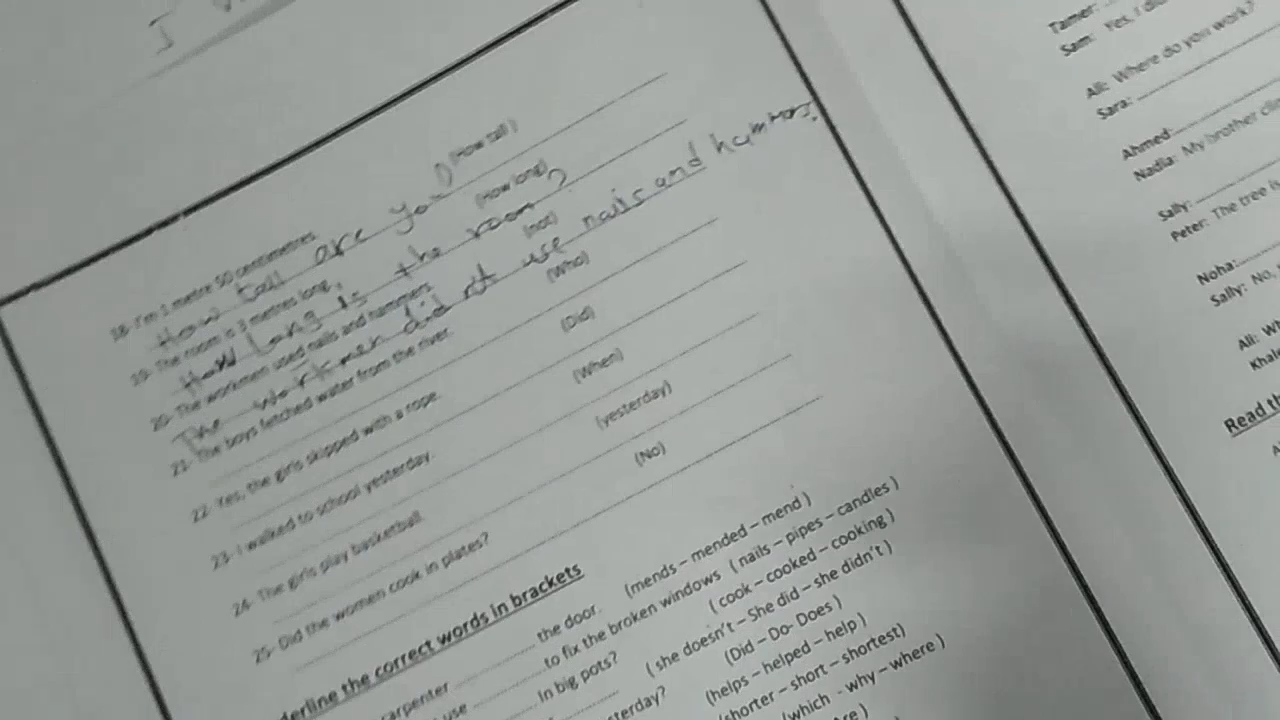 I
18- I'm 1 metre 50 centimetres. (How tall)
How tall are you?
19- The room is 3 metres long. (How long)
How Long is the room?
20- The workmen used nails and hammers. (not)
The workmen did not use nails and hammers.
21- The boys fetched water from the river. (Who)
22- Yes, the girls skipped with a rope. (Did)
23- I walked to school yesterday. (When)
24- The girls play basketball. (yesterday)
25- Did the women cook in plates? (No)
derline the correct words in brackets
carpenter the door. (mends – mended – mend )
use to fix the broken windows ( nails – pipes – candles )
in big pots? ( cook – cooked – cooking )
( she doesn't – She did – she didn't )
sterday? (Did – Do- Does )
(helps – helped – help )
shorter – short – shortest)
(which - why – where )
Tamer:
Sam: Yes, I
Ali: Where do you work?
Sara:
Ahmed:
Nadia: My brother
Sally:
Peter: The tree is
Noha:
Sally: No,
Ali:
Read